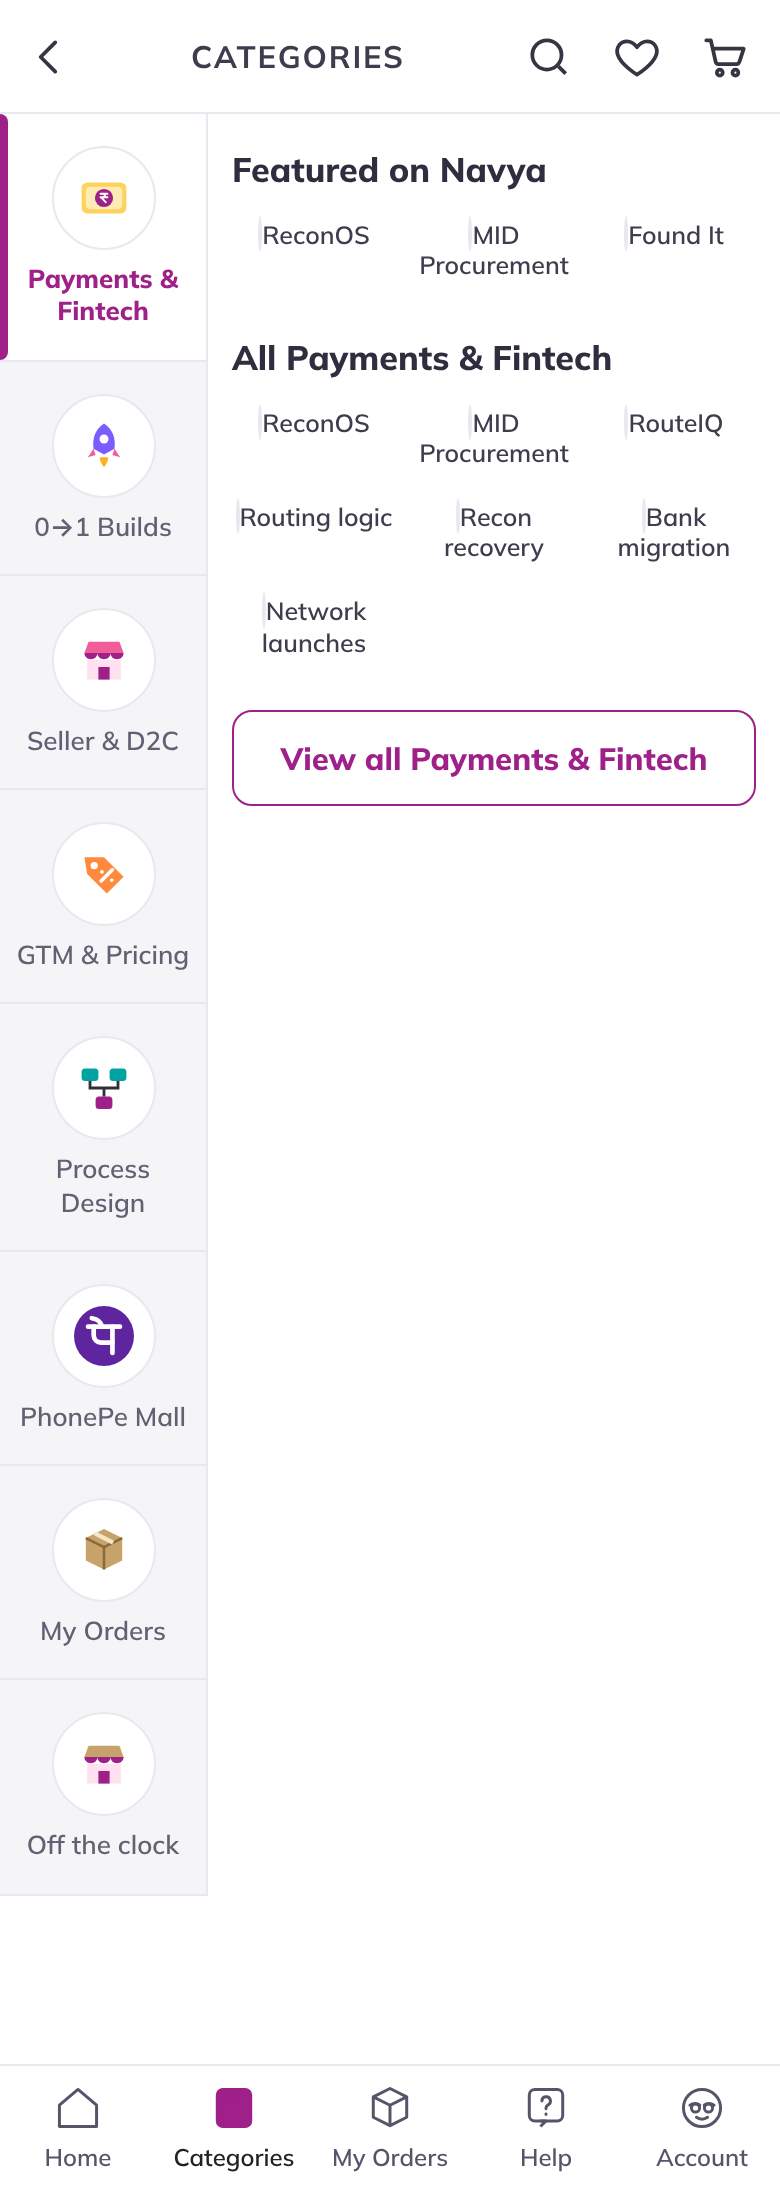 CATEGORIES
Payments &
Fintech
0→1 Builds
Seller & D2C
GTM & Pricing
Process
Design
पे
PhonePe Mall
My Orders
Off the clock
Featured on Navya
ReconOS
MID
Procurement
Found It
All Payments & Fintech
ReconOS
MID
Procurement
RouteIQ
Routing logic
Recon
recovery
Bank
migration
Network
launches
View all Payments & Fintech
Home
Categories
My Orders
Help
Account